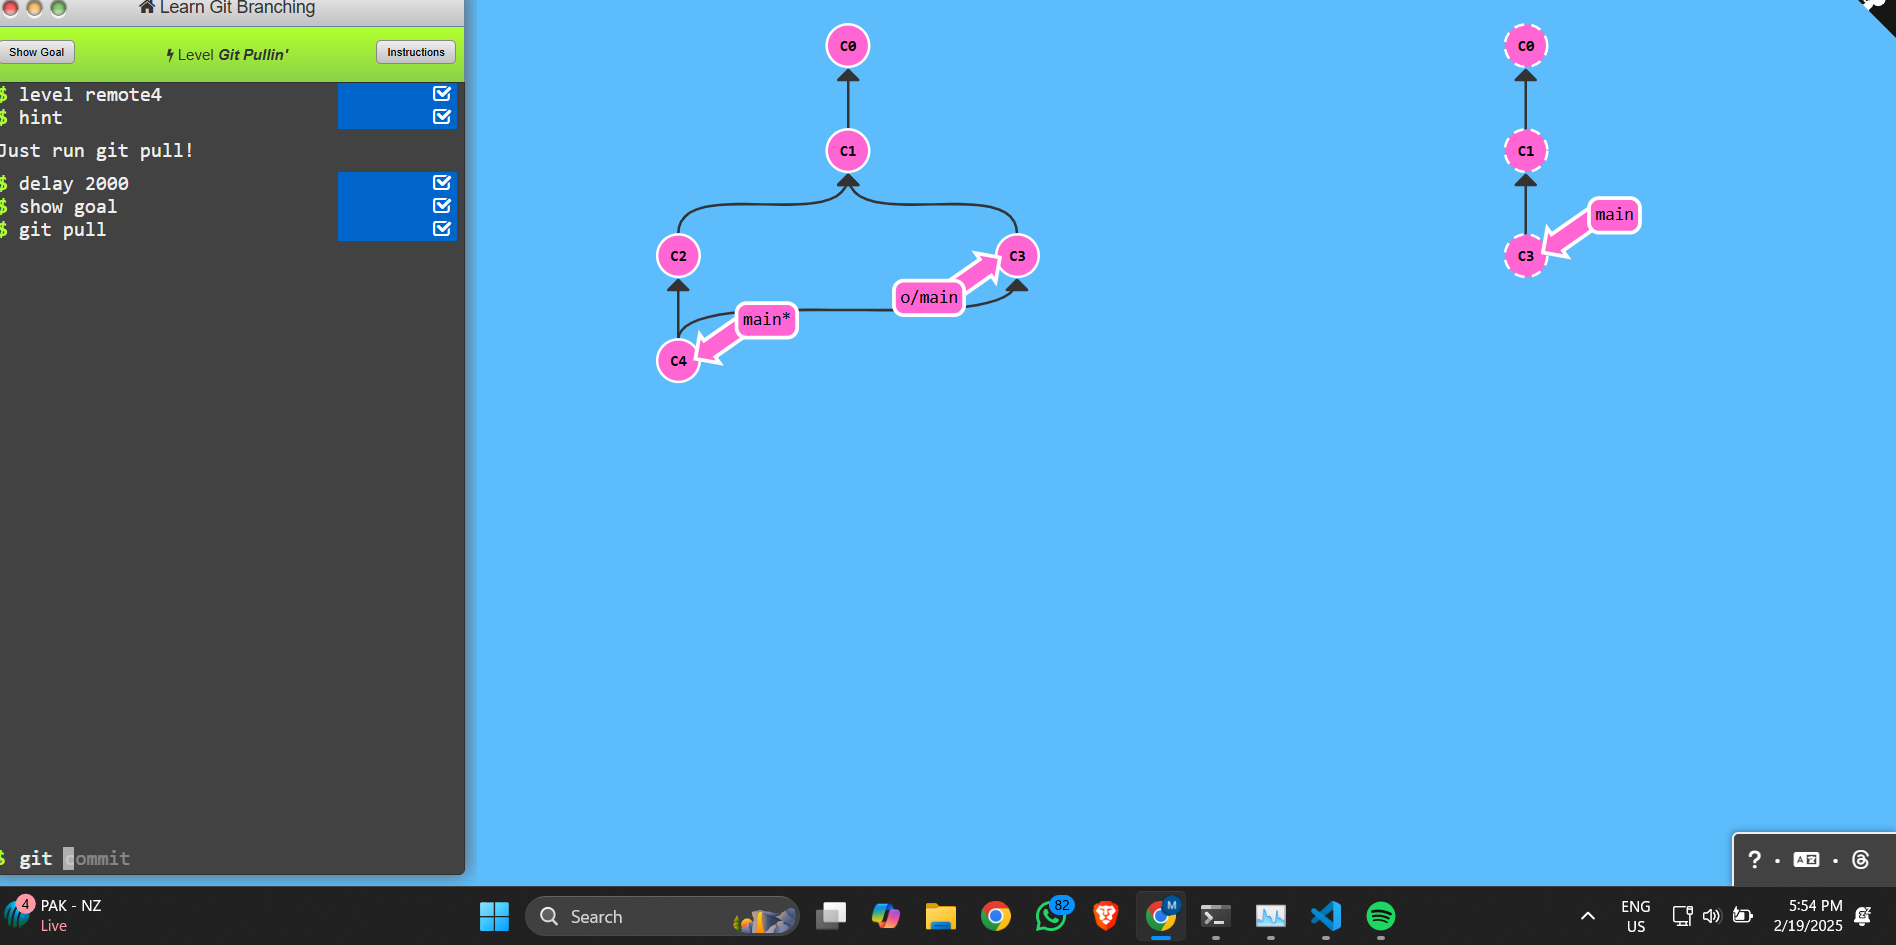 Learn Git Branching
Show Goal
Level Git Pullin'
Instructions
$ level remote4
$ hint
Just run git pull!
$ delay 2000
$ show goal
$ git pull
$ git commit
C0
C1
C2
C3
o/main
main*
C4
C0
C1
main
C3
?
4
PAK - NZ
Live
Search
82
M
ENG
US
5:54 PM
2/19/2025